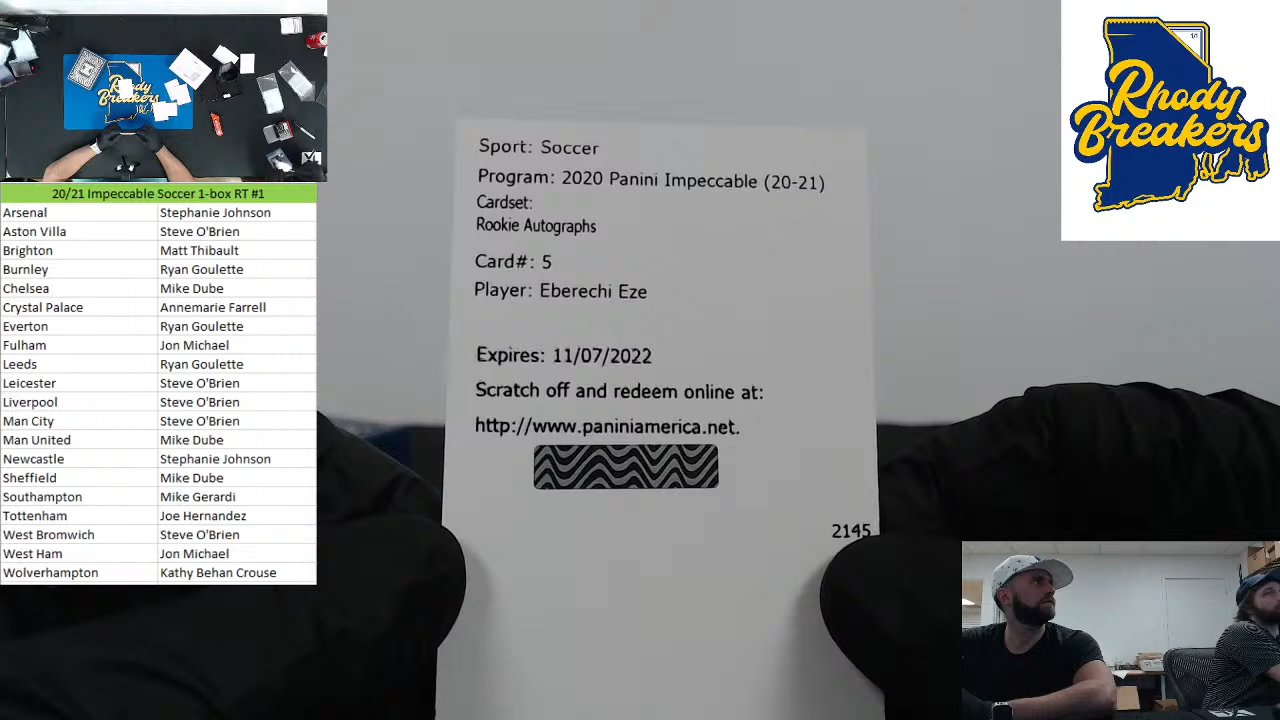 20/21 Impeccable Soccer 1-box RT #1
Arsenal Stephanie Johnson
Aston Villa Steve O'Brien
Brighton Matt Thibault
Burnley Ryan Goulette
Chelsea Mike Dube
Crystal Palace Annemarie Farrell
Everton Ryan Goulette
Fulham Jon Michael
Leeds Ryan Goulette
Leicester Steve O'Brien
Liverpool Steve O'Brien
Man City Steve O'Brien
Man United Mike Dube
Newcastle Stephanie Johnson
Sheffield Mike Dube
Southampton Mike Gerardi
Tottenham Joe Hernandez
West Bromwich Steve O'Brien
West Ham Jon Michael
Wolverhampton Kathy Behan Crouse
Sport: Soccer
Program: 2020 Panini Impeccable (20-21)
Cardset:
Rookie Autographs
Card#: 5
Player: Eberechi Eze
Expires: 11/07/2022
Scratch off and redeem online at:
http://www.paniniamerica.net.
2145
1/1
Rhody
Breakers
Rhody
Breakers